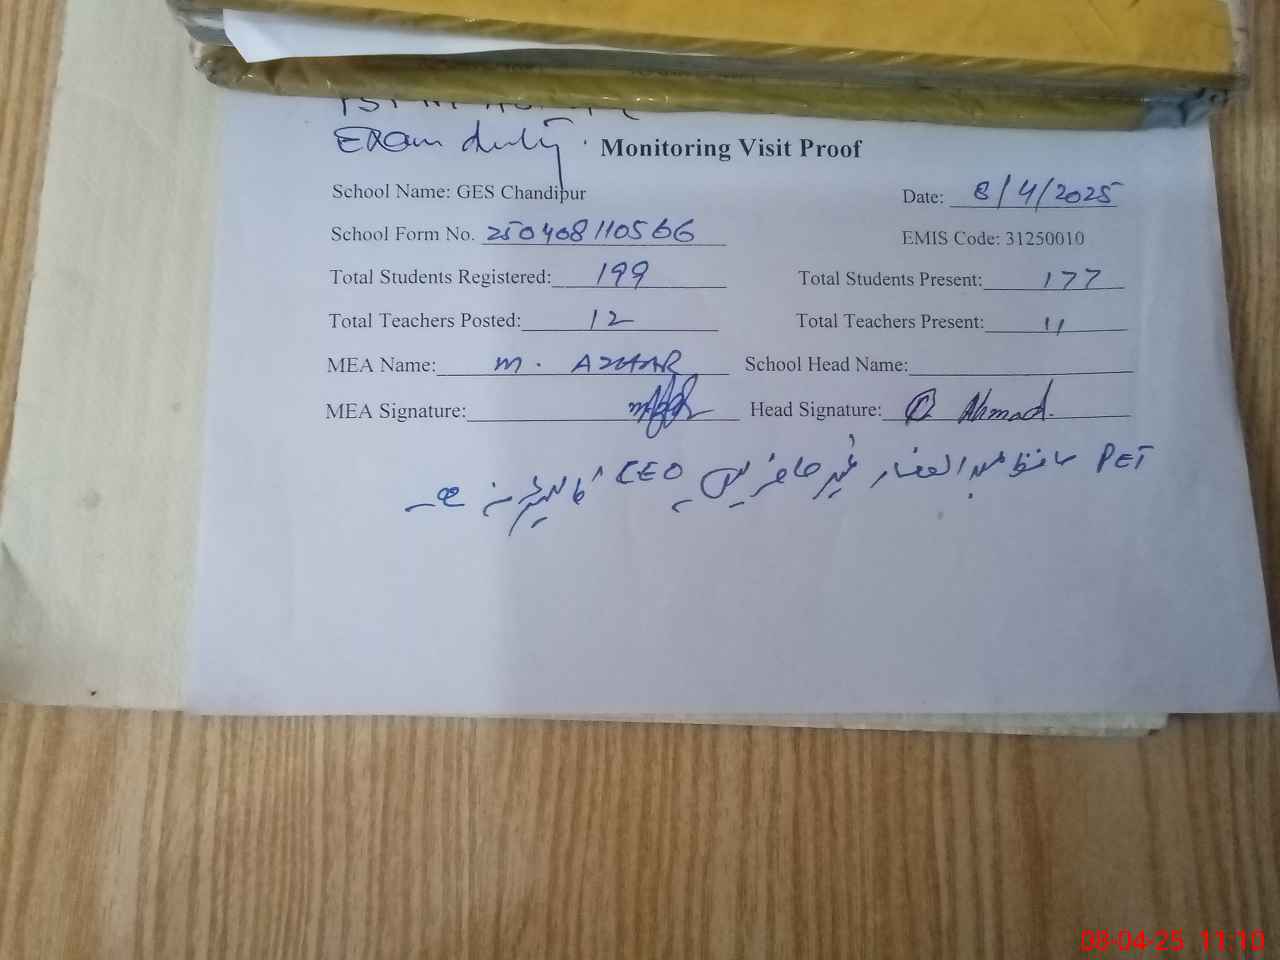 Exam duty.
Monitoring Visit Proof
School Name: GES Chandipur Date: 8/4/2025
School Form No. 250408110566 EMIS Code: 31250010
Total Students Registered: 199 Total Students Present: 177
Total Teachers Posted: 12 Total Teachers Present: 11
MEA Name: M. AZHAR School Head Name:
MEA Signature: Head Signature: Ahmad.
PET حافظ عبدالغفار غیر حاضر ہیں CEO کا لیٹر ہے۔
08-04-25 11:10